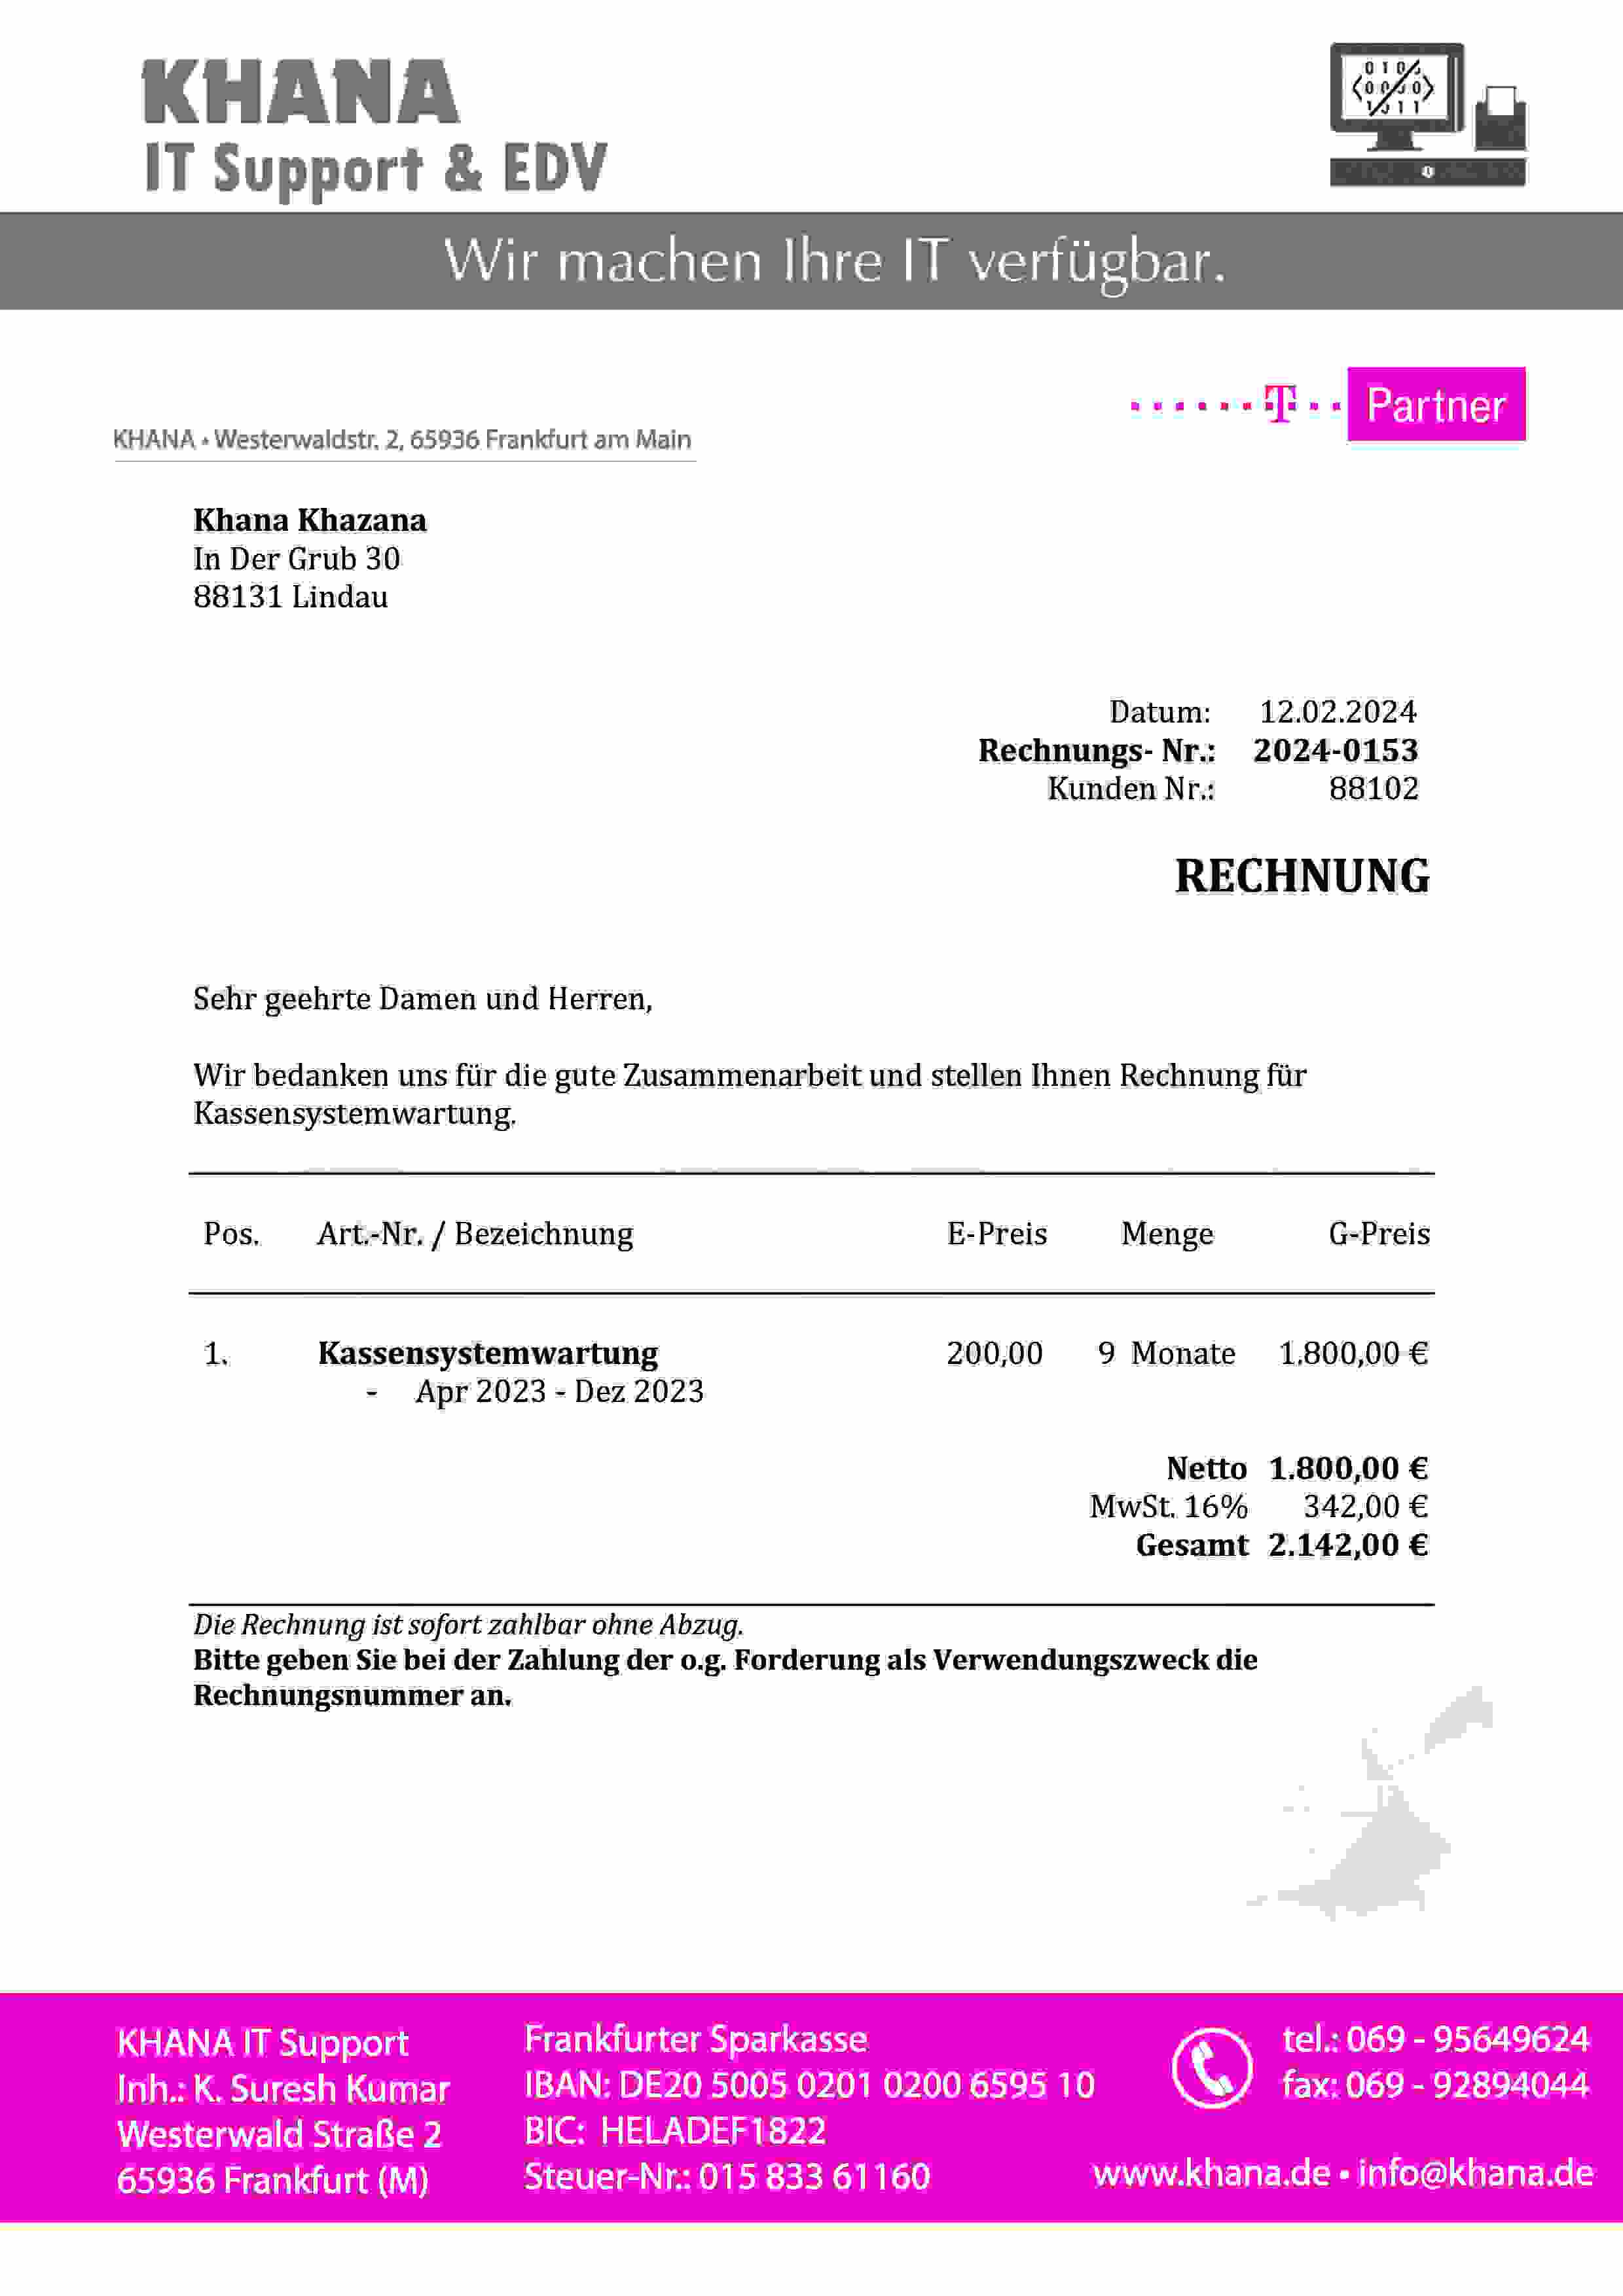 KHANA
IT Support & EDV
Wir machen Ihre IT verfügbar.
T Partner
KHANA • Westerwaldstr. 2, 65936 Frankfurt am Main
Khana Khazana
In Der Grub 30
88131 Lindau
Datum: 12.02.2024
Rechnungs- Nr.: 2024-0153
Kunden Nr.: 88102
RECHNUNG
Sehr geehrte Damen und Herren,
Wir bedanken uns für die gute Zusammenarbeit und stellen Ihnen Rechnung für
Kassensystemwartung.
Pos. Art.-Nr. / Bezeichnung E-Preis Menge G-Preis
1. Kassensystemwartung 200,00 9 Monate 1.800,00 €
- Apr 2023 - Dez 2023
Netto 1.800,00 €
MwSt. 16% 342,00 €
Gesamt 2.142,00 €
Die Rechnung ist sofort zahlbar ohne Abzug.
Bitte geben Sie bei der Zahlung der o.g. Forderung als Verwendungszweck die
Rechnungsnummer an.
KHANA IT Support
Inh.: K. Suresh Kumar
Westerwald Straße 2
65936 Frankfurt (M)
Frankfurter Sparkasse
IBAN: DE20 5005 0201 0200 6595 10
BIC: HELADEF1822
Steuer-Nr.: 015 833 61160
tel.: 069 - 95649624
fax: 069 - 92894044
www.khana.de • info@khana.de